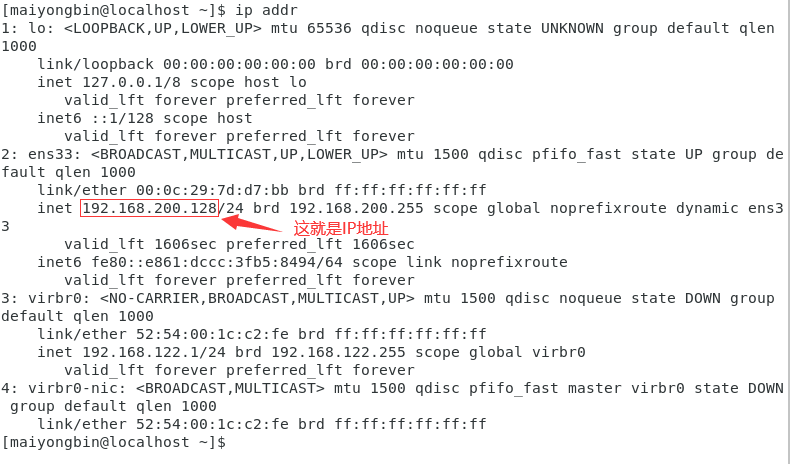 [maiyongbin@localhost ~]$ ip addr
1: lo: <LOOPBACK,UP,LOWER_UP> mtu 65536 qdisc noqueue state UNKNOWN group default qlen
1000
    link/loopback 00:00:00:00:00:00 brd 00:00:00:00:00:00
    inet 127.0.0.1/8 scope host lo
       valid_lft forever preferred_lft forever
    inet6 ::1/128 scope host
       valid_lft forever preferred_lft forever
2: ens33: <BROADCAST,MULTICAST,UP,LOWER_UP> mtu 1500 qdisc pfifo_fast state UP group de
fault qlen 1000
    link/ether 00:0c:29:7d:d7:bb brd ff:ff:ff:ff:ff:ff
    inet 192.168.200.128/24 brd 192.168.200.255 scope global noprefixroute dynamic ens3
3
这就是IP地址
       valid_lft 1606sec preferred_lft 1606sec
    inet6 fe80::e861:dccc:3fb5:8494/64 scope link noprefixroute
       valid_lft forever preferred_lft forever
3: virbr0: <NO-CARRIER,BROADCAST,MULTICAST,UP> mtu 1500 qdisc noqueue state DOWN group
default qlen 1000
    link/ether 52:54:00:1c:c2:fe brd ff:ff:ff:ff:ff:ff
    inet 192.168.122.1/24 brd 192.168.122.255 scope global virbr0
       valid_lft forever preferred_lft forever
4: virbr0-nic: <BROADCAST,MULTICAST> mtu 1500 qdisc pfifo_fast master virbr0 state DOWN
 group default qlen 1000
    link/ether 52:54:00:1c:c2:fe brd ff:ff:ff:ff:ff:ff
[maiyongbin@localhost ~]$